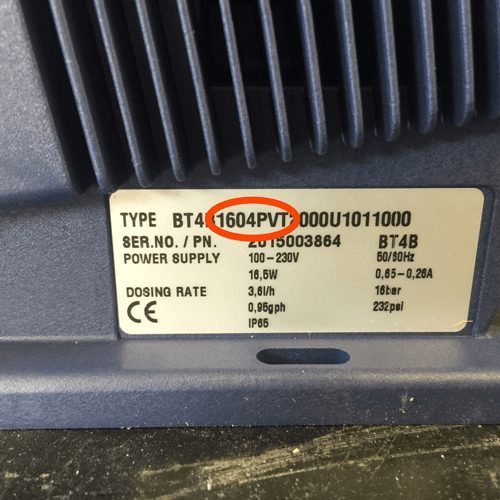 TYPE BT4B1604PVT2000U1011000
SER.NO./PN. 2015003864 BT4B
POWER SUPPLY 100-230V 50/60Hz
16,5W 0,65-0,26A
DOSING RATE 3,6l/h 16bar
0,95gph 232psi
CE IP65